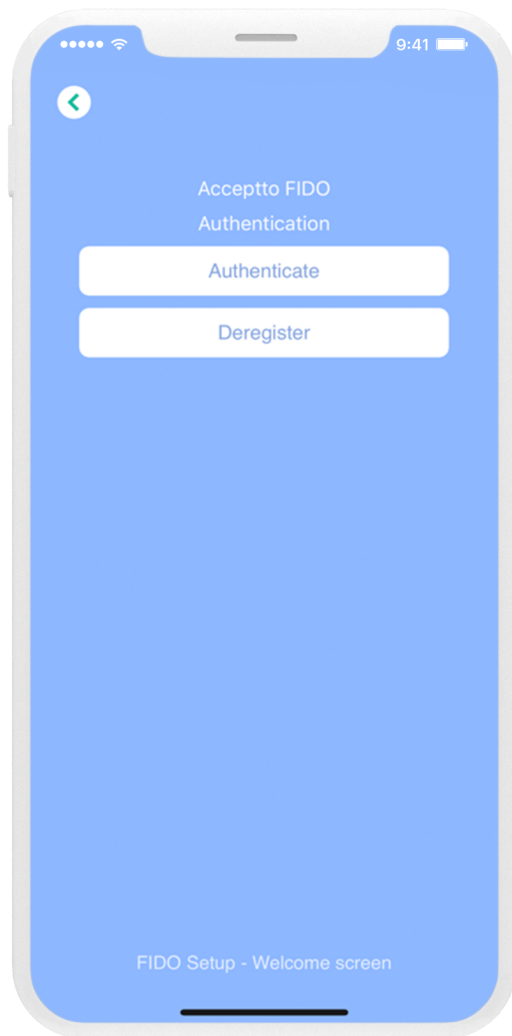 9:41
Acceptto FIDO
Authentication
Authenticate
Deregister
FIDO Setup - Welcome screen